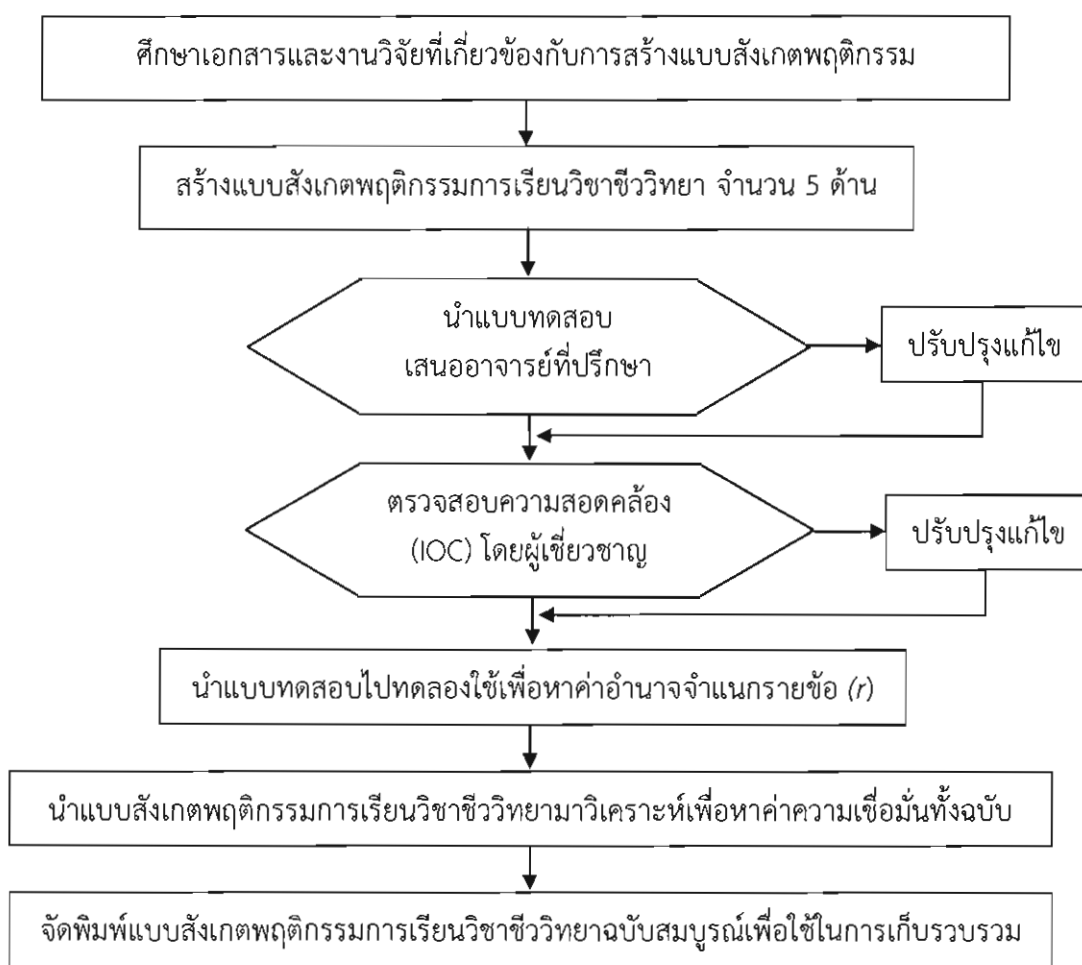 ศึกษาเอกสารและงานวิจัยที่เกี่ยวข้องกับการสร้างแบบสังเกตพฤติกรรม
สร้างแบบสังเกตพฤติกรรมการเรียนวิชาชีววิทยา จำนวน 5 ด้าน
นำแบบทดสอบ
เสนออาจารย์ที่ปรึกษา
ปรับปรุงแก้ไข
ตรวจสอบความสอดคล้อง
(IOC) โดยผู้เชี่ยวชาญ
ปรับปรุงแก้ไข
นำแบบทดสอบไปทดลองใช้เพื่อหาค่าอำนาจจำแนกรายข้อ (r)
นำแบบสังเกตพฤติกรรมการเรียนวิชาชีววิทยามาวิเคราะห์เพื่อหาค่าความเชื่อมั่นทั้งฉบับ
จัดพิมพ์แบบสังเกตพฤติกรรมการเรียนวิชาชีววิทยาฉบับสมบูรณ์เพื่อใช้ในการเก็บรวบรวม